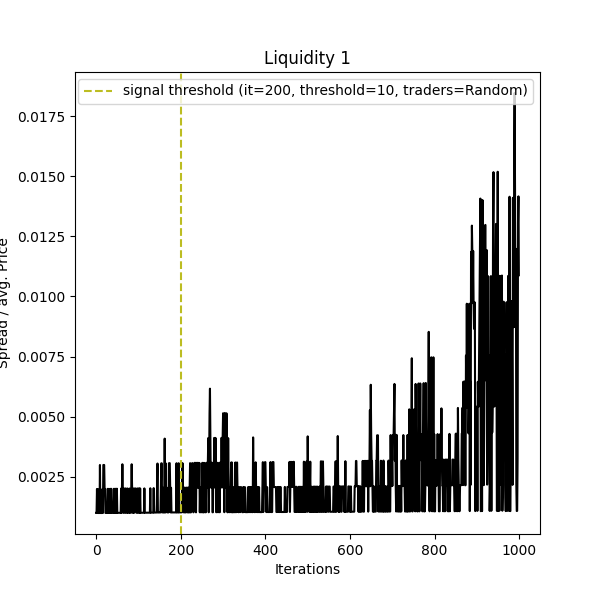 Liquidity 1
signal threshold (it=200, threshold=10, traders=Random)
Spread / avg. Price
0.0175
0.0150
0.0125
0.0100
0.0075
0.0050
0.0025
0 200 400 600 800 1000
Iterations